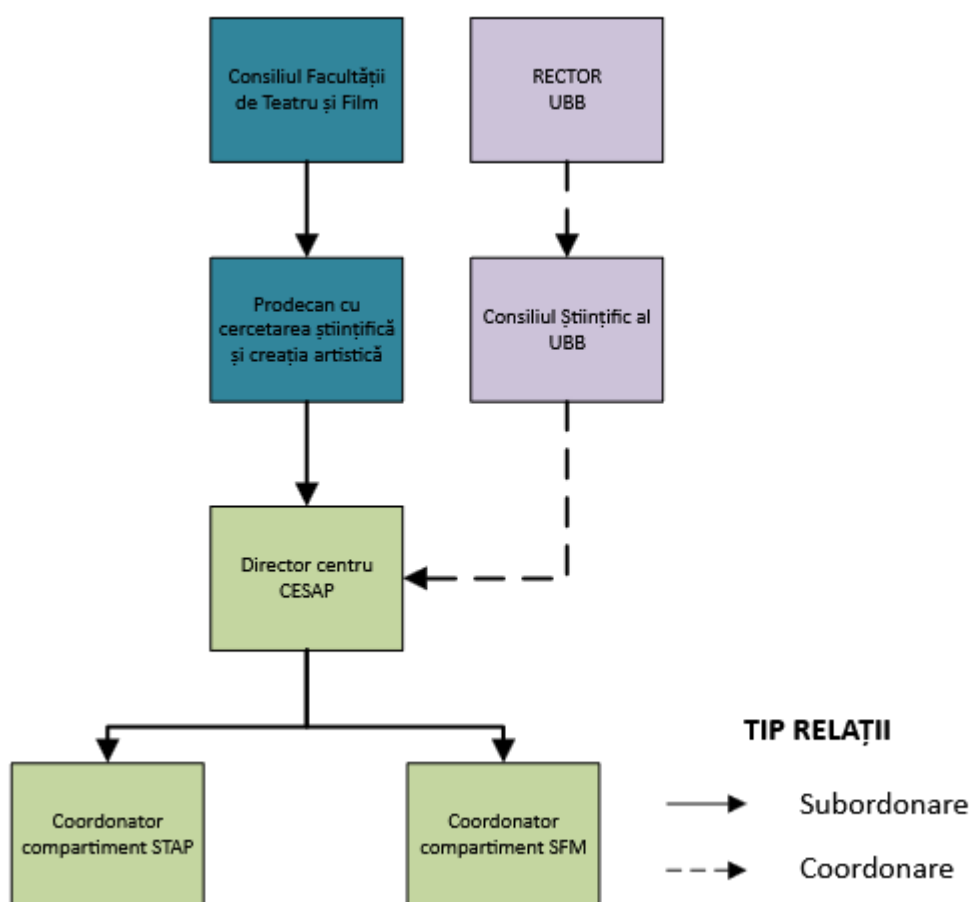 Consiliul Facultății
de Teatru și Film
RECTOR
UBB
Prodecan cu
cercetarea științifică
și creația artistică
Consiliul Științific al
UBB
Director centru
CESAP
Coordonator
compartiment STAP
Coordonator
compartiment SFM
TIP RELAȚII
Subordonare
Coordonare